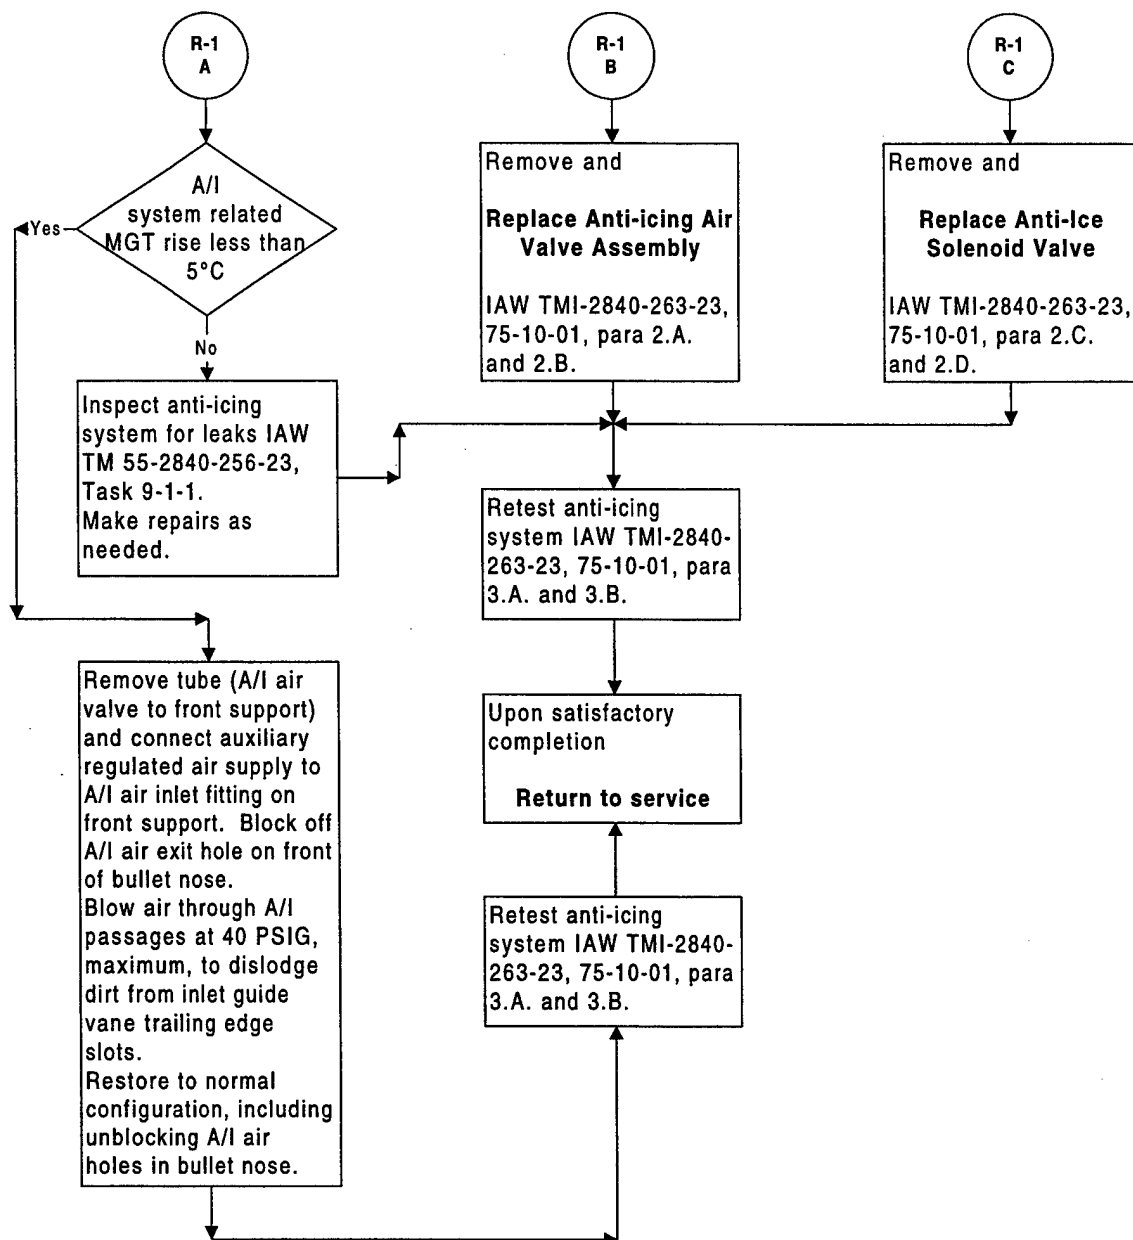 R-1
A
R-1
B
R-1
C
A/I
system related
MGT rise less than
5°C
Yes
No
Remove and
Replace Anti-icing Air
Valve Assembly
IAW TMI-2840-263-23,
75-10-01, para 2.A.
and 2.B.
Remove and
Replace Anti-Ice
Solenoid Valve
IAW TMI-2840-263-23,
75-10-01, para 2.C.
and 2.D.
Inspect anti-icing
system for leaks IAW
TM 55-2840-256-23,
Task 9-1-1.
Make repairs as
needed.
Retest anti-icing
system IAW TMI-2840-
263-23, 75-10-01, para
3.A. and 3.B.
Remove tube (A/I air
valve to front support)
and connect auxiliary
regulated air supply to
A/I air inlet fitting on
front support. Block off
A/I air exit hole on front
of bullet nose.
Blow air through A/I
passages at 40 PSIG,
maximum, to dislodge
dirt from inlet guide
vane trailing edge
slots.
Restore to normal
configuration, including
unblocking A/I air
holes in bullet nose.
Upon satisfactory
completion
Return to service
Retest anti-icing
system IAW TMI-2840-
263-23, 75-10-01, para
3.A. and 3.B.